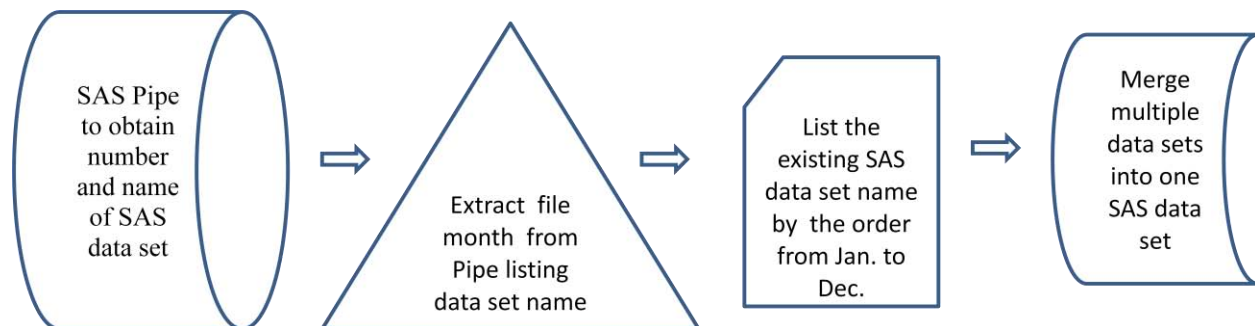 SAS Pipe
to obtain
number
and name
of SAS
data set
Extract file
month from
Pipe listing
data set name
List the
existing SAS
data set name
by the order
from Jan. to
Dec.
Merge
multiple
data sets
into one
SAS data
set